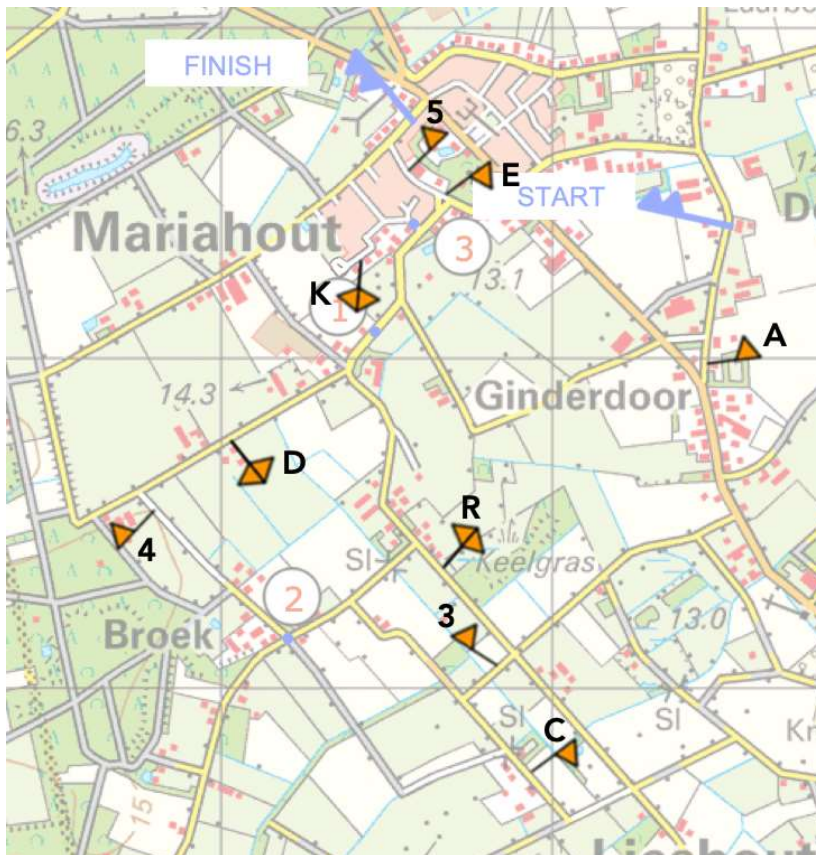 FINISH
5
6.3
E
START
Mariahout
3
13.1
K
1
A
14.3
Ginderdoor
D
R
4
Sl
Keelgras
2
3
13.0
Broek
Sl
Sl
C
Kr
15
Lieshout